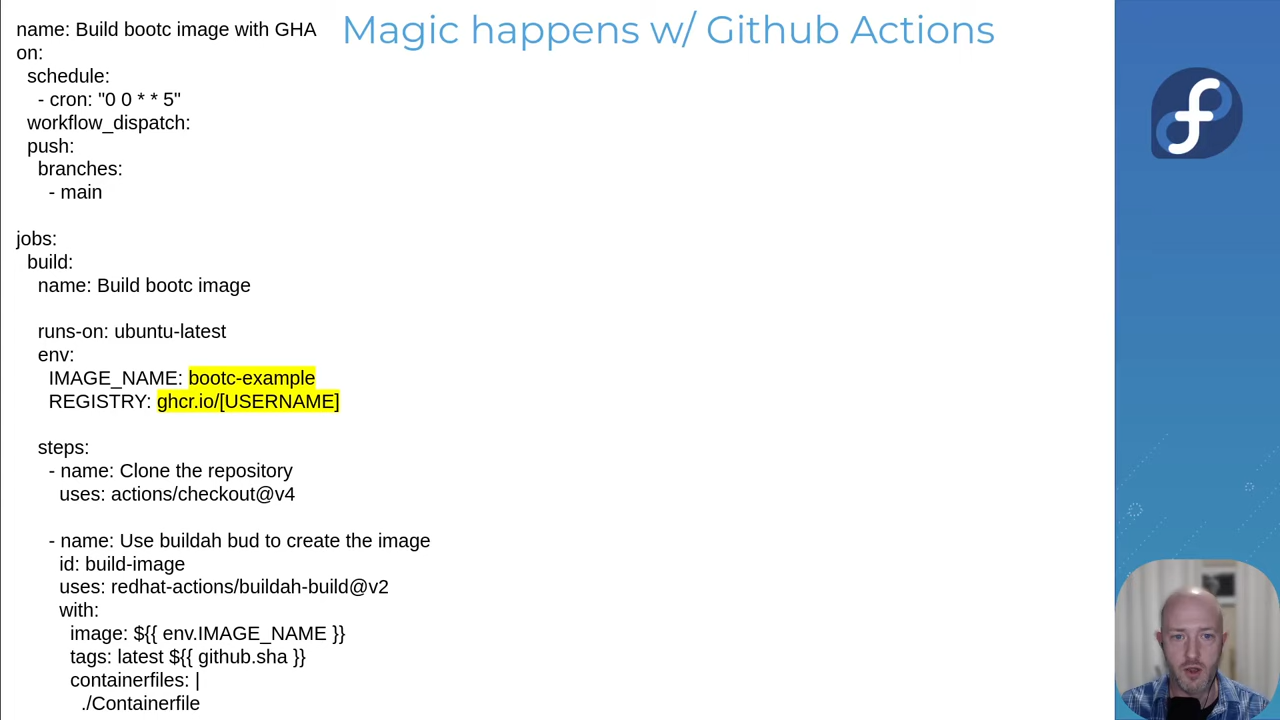 Magic happens w/ Github Actions
name: Build bootc image with GHA
on:
schedule:
- cron: "0 0 * * 5"
workflow_dispatch:
push:
branches:
- main
jobs:
build:
name: Build bootc image
runs-on: ubuntu-latest
env:
IMAGE_NAME: bootc-example
REGISTRY: ghcr.io/[USERNAME]
steps:
- name: Clone the repository
uses: actions/checkout@v4
- name: Use buildah bud to create the image
id: build-image
uses: redhat-actions/buildah-build@v2
with:
image: ${{ env.IMAGE_NAME }}
tags: latest ${{ github.sha }}
containerfiles: |
./Containerfile